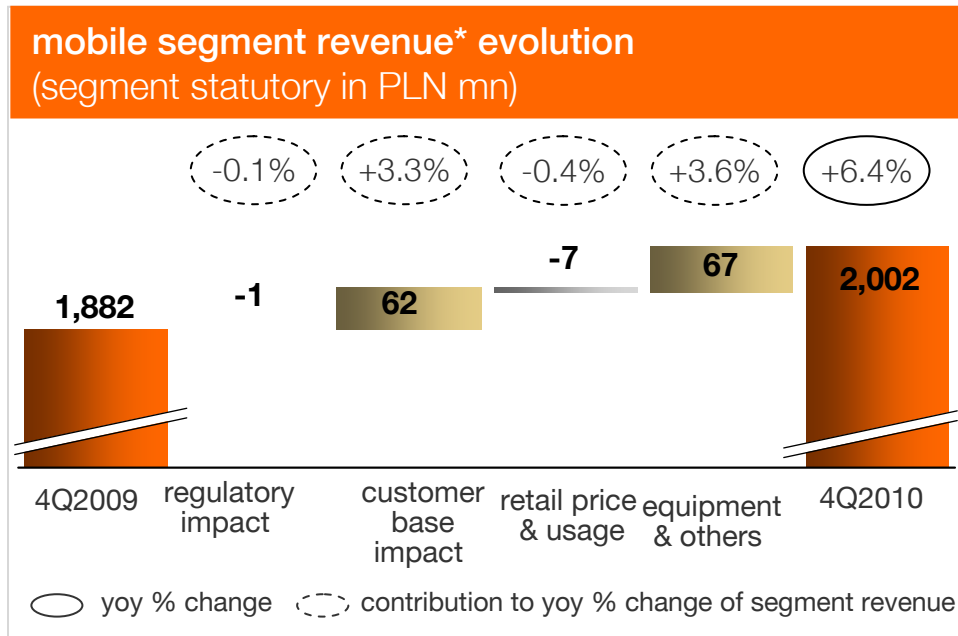 mobile segment revenue* evolution
(segment statutory in PLN mn)
-0.1%
+3.3%
-0.4%
+3.6%
+6.4%
1,882
-1
62
-7
67
2,002
4Q2009
regulatory
impact
customer
base
impact
retail price
& usage
equipment
& others
4Q2010
yoy % change
contribution to yoy % change of segment revenue